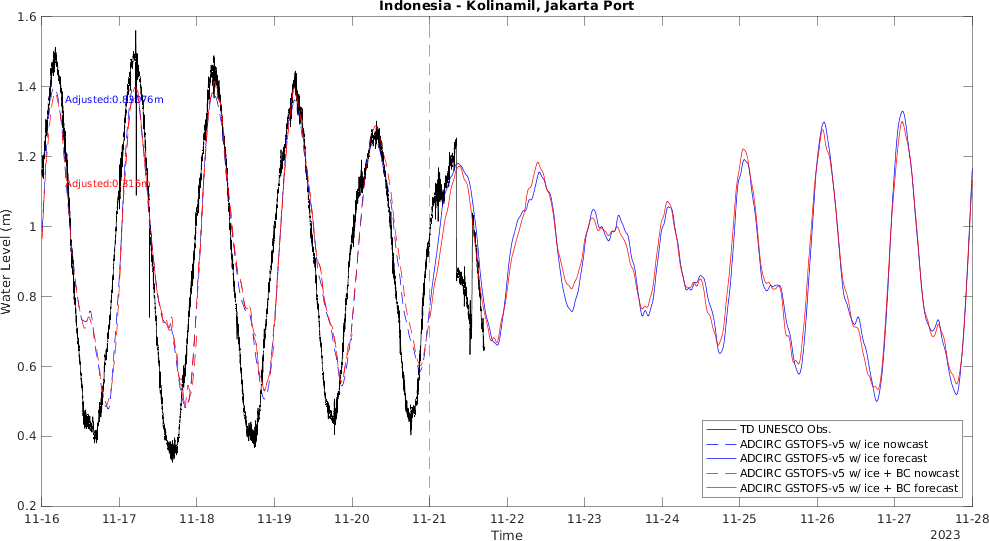 Indonesia - Kolinamil, Jakarta Port
1.6
1.4
1.2
1
0.8
0.6
0.4
0.2
Water Level (m)
Adjusted:0.316m
TD UNESCO Obs.
ADCIRC GSTOFS-v5 w/ ice nowcast
ADCIRC GSTOFS-v5 w/ ice forecast
ADCIRC GSTOFS-v5 w/ ice + BC nowcast
ADCIRC GSTOFS-v5 w/ ice + BC forecast
11-16 11-17 11-18 11-19 11-20 11-21 11-22 11-23 11-24 11-25 11-26 11-27 11-28
Time
2023